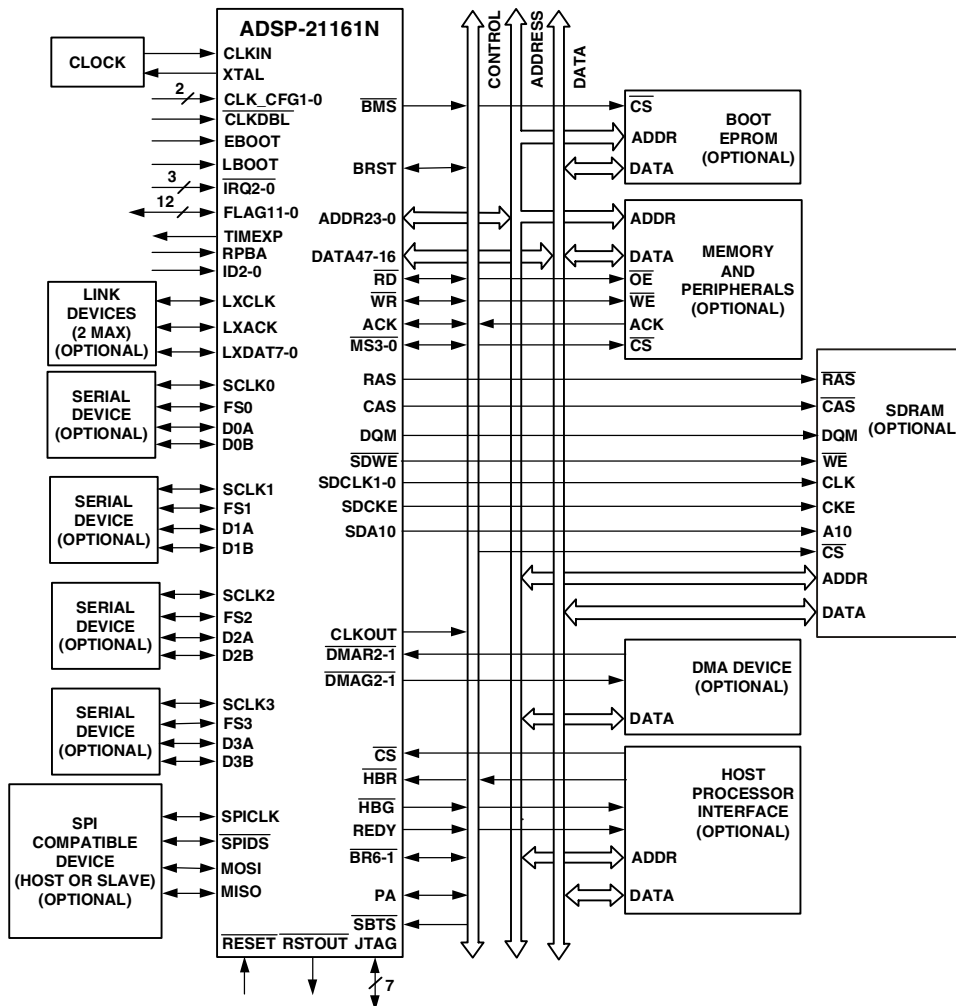 ADSP-21161N
CLOCK
CLKIN
XTAL
2
CLK_CFG1-0
CLKDBL
EBOOT
LBOOT
3
IRQ2-0
12
FLAG11-0
TIMEXP
RPBA
ID2-0
LINK
DEVICES
(2 MAX)
(OPTIONAL)
LXCLK
LXACK
LXDAT7-0
SERIAL
DEVICE
(OPTIONAL)
SCLK0
FS0
D0A
D0B
SERIAL
DEVICE
(OPTIONAL)
SCLK1
FS1
D1A
D1B
SERIAL
DEVICE
(OPTIONAL)
SCLK2
FS2
D2A
D2B
SERIAL
DEVICE
(OPTIONAL)
SCLK3
FS3
D3A
D3B
SPI
COMPATIBLE
DEVICE
(HOST OR SLAVE)
(OPTIONAL)
SPICLK
SPIDS
MOSI
MISO
RESET RSTOUT JTAG
7
BMS
BRST
ADDR23-0
DATA47-16
RD
WR
ACK
MS3-0
RAS
CAS
DQM
SDWE
SDCLK1-0
SDCKE
SDA10
CLKOUT
DMAR2-1
DMAG2-1
CS
HBR
HBG
REDY
BR6-1
PA
SBTS
CONTROL
ADDRESS
DATA
CS
ADDR
DATA
BOOT
EPROM
(OPTIONAL)
ADDR
DATA
OE
WE
ACK
CS
MEMORY
AND
PERIPHERALS
(OPTIONAL)
RAS
CAS
DQM
WE
CLK
CKE
A10
CS
ADDR
DATA
SDRAM
(OPTIONAL)
DMA DEVICE
(OPTIONAL)
DATA
HOST
PROCESSOR
INTERFACE
(OPTIONAL)
ADDR
DATA